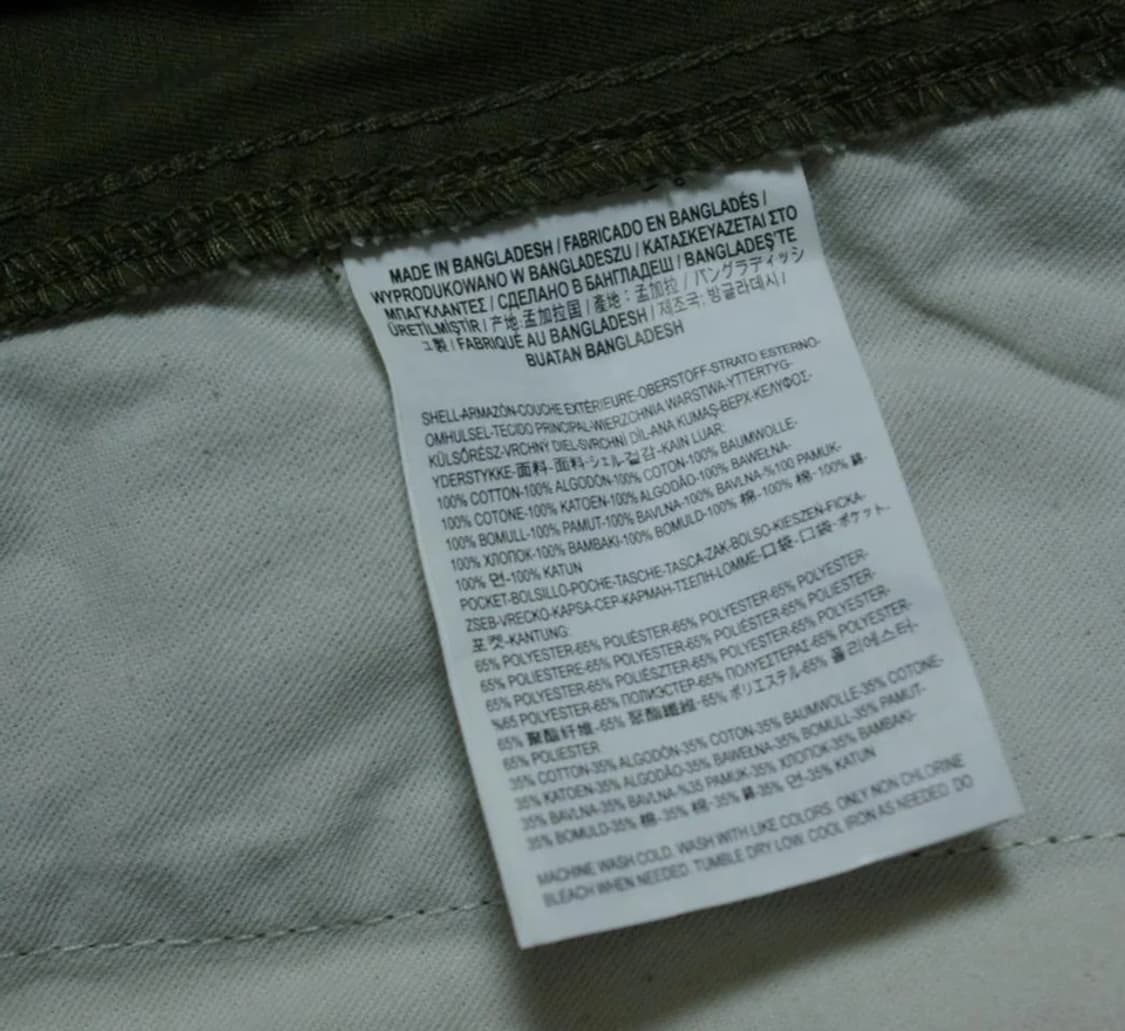 MADE IN BANGLADESH / FABRICADO EN BANGLADÉS /
WYPRODUKOWANO W BANGLADESZU / ΚΑΤΑΣΚΕΥΑΖΕΤΑΙ ΣΤΟ
ΜΠΑΓΚΛΑΝΤΕΣ / СДЕЛАНО В БАНГЛАДЕШ / BANGLADEŞ'TE
ÜRETİLMİŞTİR / 产地:孟加拉国 / 產地:孟加拉 / バングラディッシ
ュ製 / FABRIQUÉ AU BANGLADESH / 제조국: 방글라데시 /
BUATAN BANGLADESH
SHELL-ARMAZÓN-COUCHE EXTÉRIEURE-OBERSTOFF-STRATO ESTERNO-
OMHULSEL-TECIDO PRINCIPAL-WIERZCHNIA WARSTWA-YTTERTYG-
KÜLSŐRÉSZ-VRCHNÝ DIEL-SVRCHNÍ DÍL-ANA KUMAŞ-ВЕРХ-ΚΕΛΥΦΟΣ-
YDERSTYKKE-面料-面料-シェル-겉감-KAIN LUAR:
100% COTTON-100% ALGODÓN-100% COTON-100% BAUMWOLLE-
100% COTONE-100% KATOEN-100% ALGODÃO-100% BAWEŁNA-
100% BOMULL-100% PAMUT-100% BAVLNA-100% BAVLNA-%100 PAMUK-
100% ХЛОПОК-100% ΒΑΜΒΑΚΙ-100% BOMULD-100% 棉-100% 棉-100% 綿-
100% 면-100% KATUN
POCKET-BOLSILLO-POCHE-TASCHE-TASCA-ZAK-BOLSO-KIESZEŃ-FICKA-
ZSEB-VRECKO-KAPSA-CEP-КАРМАН-ΤΣΕΠΗ-LOMME-口袋-口袋-ポケット-
포켓-KANTUNG:
65% POLYESTER-65% POLIÉSTER-65% POLYESTER-65% POLYESTER-
65% POLIESTERE-65% POLYESTER-65% POLIÉSTER-65% POLIESTER-
65% POLYESTER-65% POLIÉSZTER-65% POLYESTER-65% POLYESTER-
%65 POLYESTER-65% ПОЛИЭСТЕР-65% ΠΟΛΥΕΣΤΕΡΑΣ-65% POLYESTER-
65% 聚酯纤维-65% 聚酯纖維-65% ポリエステル-65% 폴리에스터-
65% POLIESTER
35% COTTON-35% ALGODÓN-35% COTON-35% BAUMWOLLE-35% COTONE-
35% KATOEN-35% ALGODÃO-35% BAWEŁNA-35% BOMULL-35% PAMUT-
35% BAVLNA-35% BAVLNA-%35 PAMUK-35% ХЛОПОК-35% ΒΑΜΒΑΚΙ-
35% BOMULD-35% 棉-35% 棉-35% 綿-35% 면-35% KATUN
MACHINE WASH COLD. WASH WITH LIKE COLORS. ONLY NON CHLORINE
BLEACH WHEN NEEDED. TUMBLE DRY LOW. COOL IRON AS NEEDED. DO